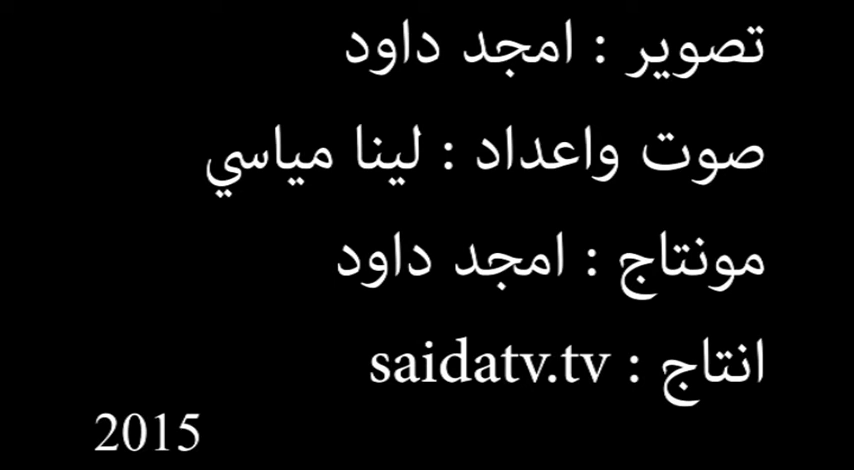 تصوير : امجد داود
صوت واعداد : لينا مياسي
مونتاج : امجد داود
انتاج : saidatv.tv
2015